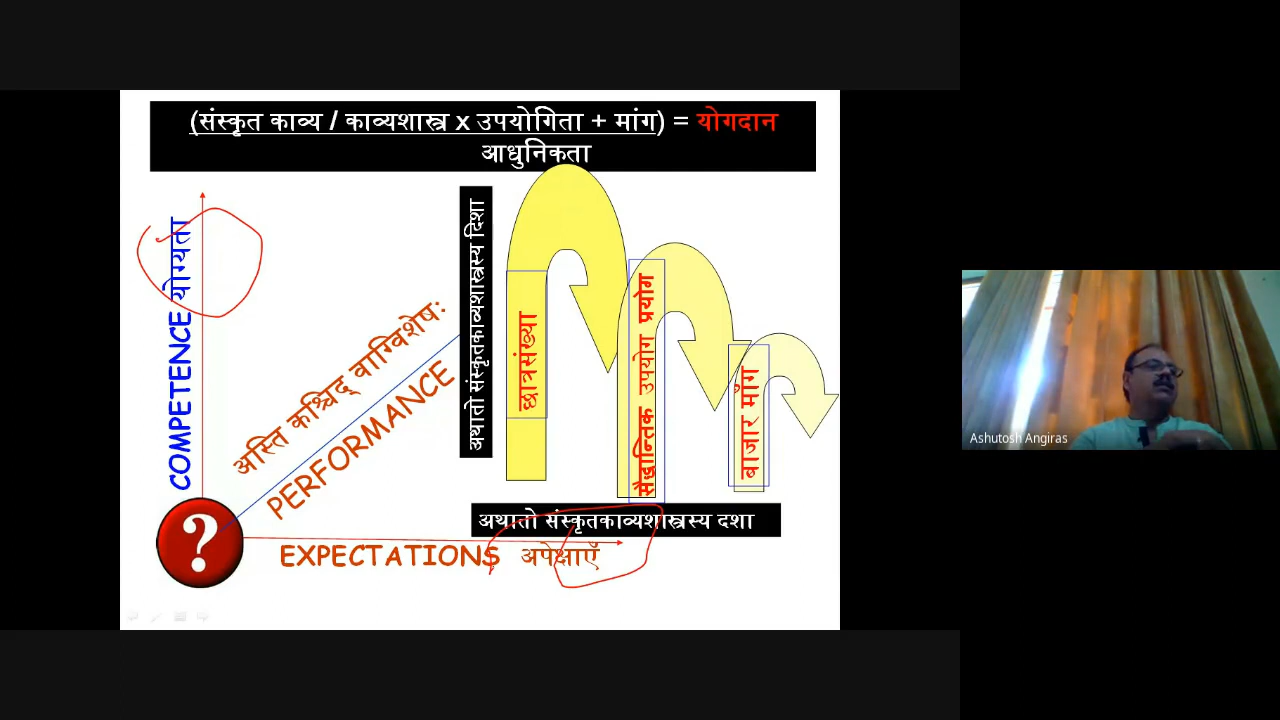 (संस्कृत काव्य / काव्यशास्त्र x उपयोगिता + मांग) = योगदान
आधुनिकता
COMPETENCE योग्यता
अस्ति कश्चिद् वाग्विशेषः
PERFORMANCE
अथातो संस्कृतकाव्यशास्त्रस्य दिशा
छात्रसंख्या
सैद्धान्तिक उपयोग प्रयोग
बाजार माँग
अथातो संस्कृतकाव्यशास्त्रस्य दशा
?
EXPECTATIONS अपेक्षाएँ
Ashutosh Angiras